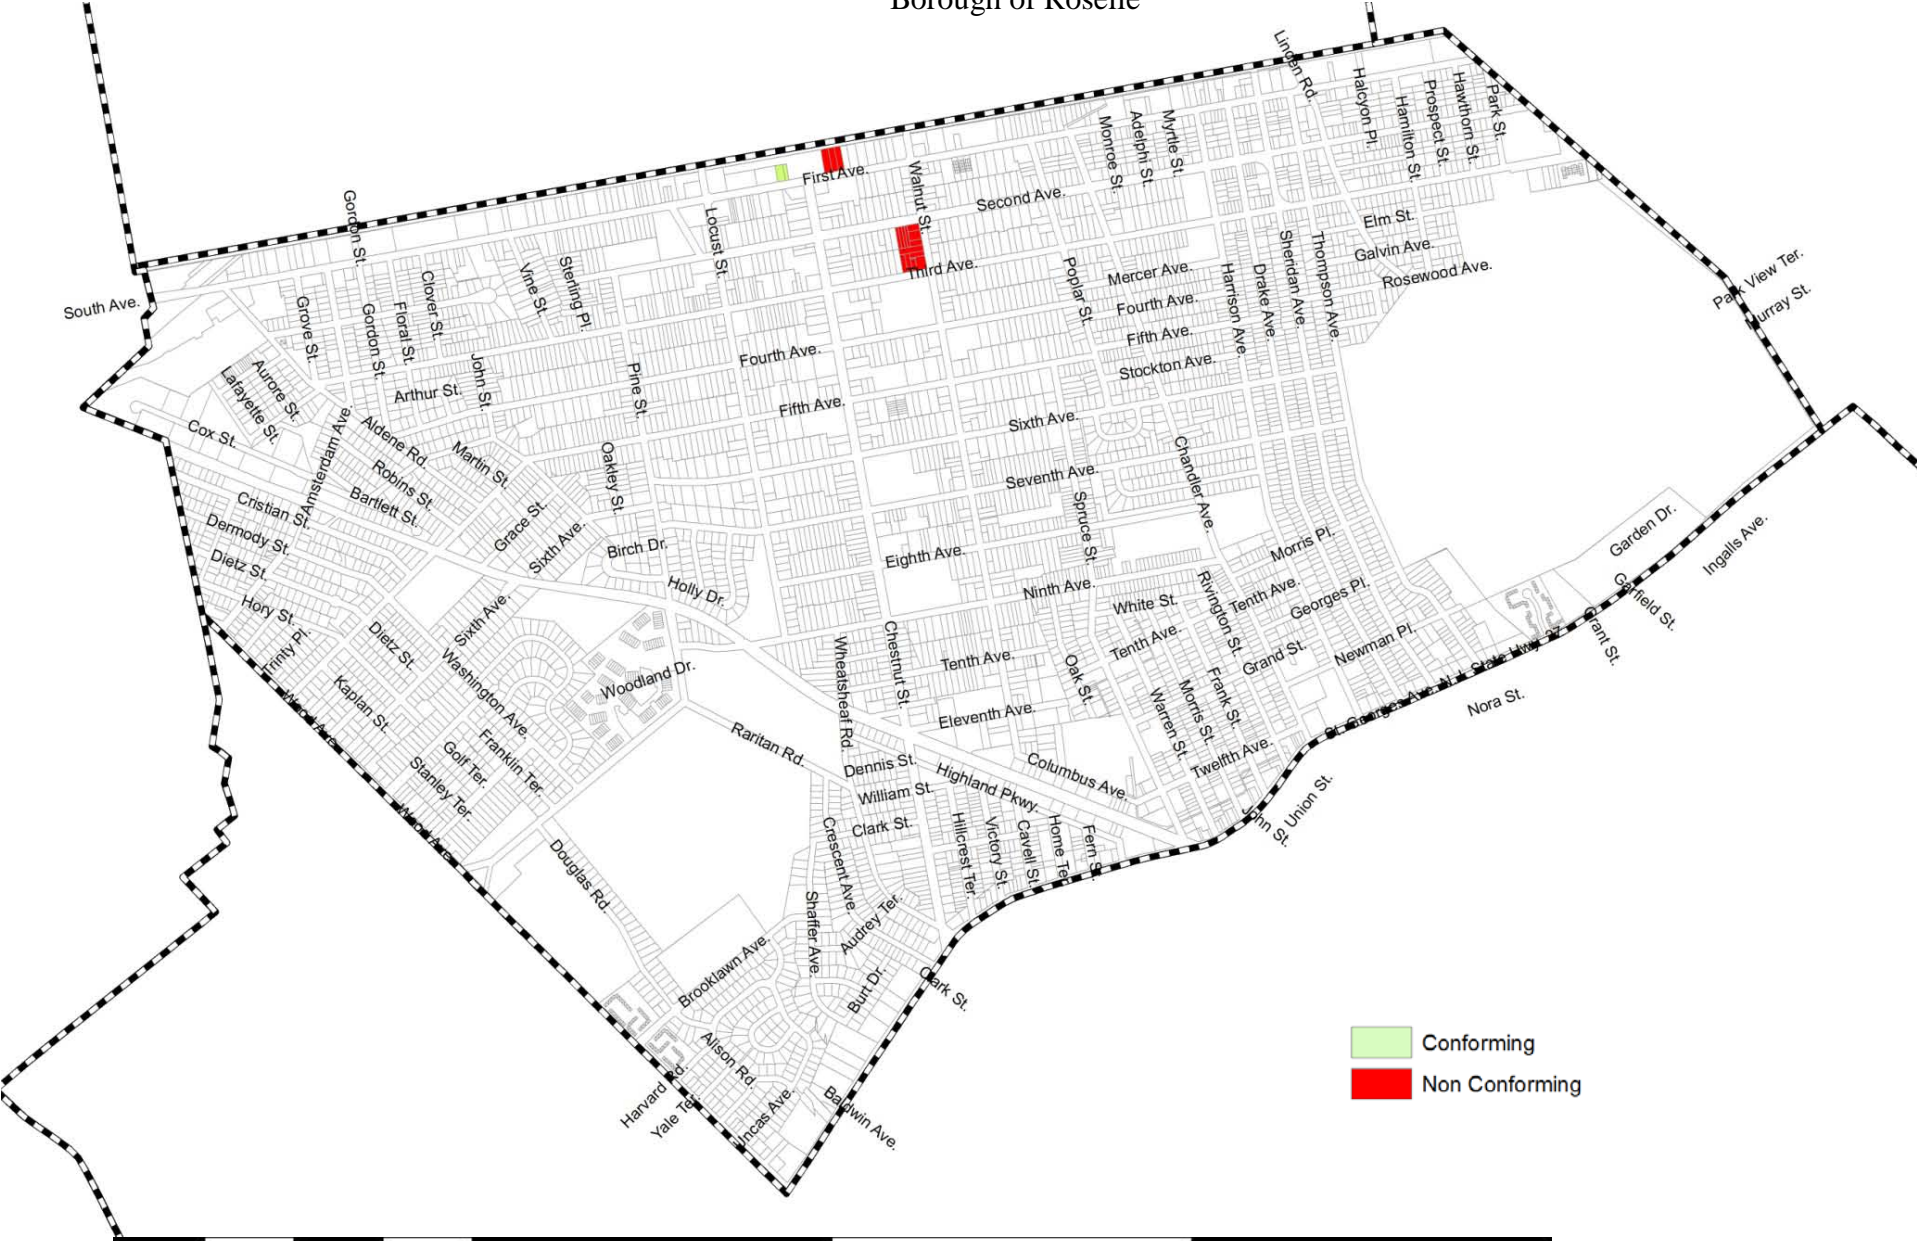 Borough of Roselle
Linden Rd.
Halcyon Pl.
Hamilton St.
Prospect St.
Hawthorn St.
Park St.
Monroe St.
Adelphi St.
Myrtle St.
First Ave.
Walnut St.
Second Ave.
Gordon St.
Locust St.
Elm St.
Galvin Ave.
Rosewood Ave.
Third Ave.
Poplar St.
Mercer Ave.
Fourth Ave.
Fifth Ave.
Stockton Ave.
Harrison Ave.
Drake Ave.
Sheridan Ave.
Thompson Ave.
Park View Ter.
Murray St.
South Ave.
Grove St.
Gordon St.
Floral St.
Clover St.
Vine St.
Sterling Pl.
John St.
Arthur St.
Pine St.
Fourth Ave.
Fifth Ave.
Sixth Ave.
Seventh Ave.
Aurore St.
Lafayette St.
Cox St.
Amsterdam Ave.
Aldene Rd.
Robins St.
Bartlett St.
Martin St.
Grace St.
Sixth Ave.
Oakley St.
Birch Dr.
Holly Dr.
Cristian St.
Dermody St.
Dietz St.
Hory St.
Trinty Pl.
Dietz St.
Kaplan St.
Sixth Ave.
Washington Ave.
Woodland Dr.
Wood Ave.
Golf Ter.
Franklin Ter.
Stanley Ter.
Wood Ave.
Raritan Rd.
Wheatsheaf Rd.
Chestnut St.
Eighth Ave.
Ninth Ave.
Tenth Ave.
Eleventh Ave.
Spruce St.
Chandler Ave.
Oak St.
White St.
Tenth Ave.
Rivington St.
Tenth Ave.
Morris Pl.
Georges Pl.
Grand St.
Newman Pl.
Frank St.
Morris St.
Warren St.
Twelfth Ave.
Garden Dr.
Ingalls Ave.
Garfield St.
Grant St.
St. Georges Ave. N.J. State Hwy. 27
Nora St.
Union St.
John St.
Dennis St.
William St.
Clark St.
Highland Pkwy.
Columbus Ave.
Hillcrest Ter.
Victory St.
Cavell St.
Home Ter.
Fern St.
Crescent Ave.
Shaffer Ave.
Audrey Ter.
Burt Dr.
Clark St.
Douglas Rd.
Brooklawn Ave.
Alison Rd.
Harvard Rd.
Yale Ter.
Uncas Ave.
Baldwin Ave.
Conforming
Non Conforming